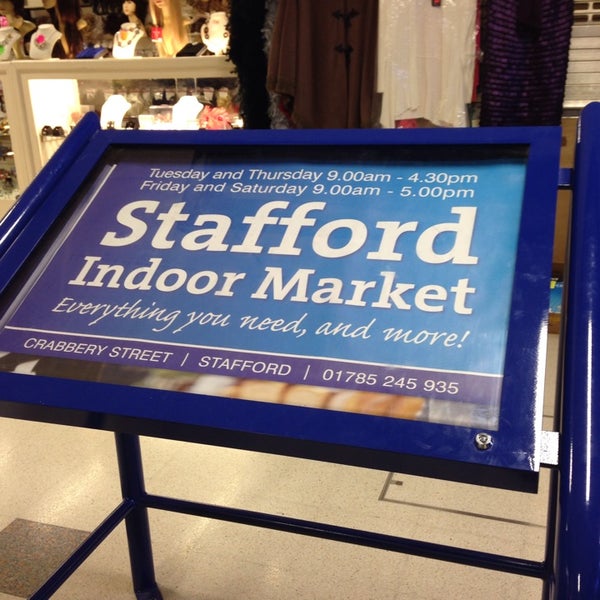 Tuesday and Thursday 9.00am - 4.30pm
Friday and Saturday 9.00am - 5.00pm
Stafford
Indoor Market
Everything you need, and more!
CRABBERY STREET / STAFFORD / 01785 245 935